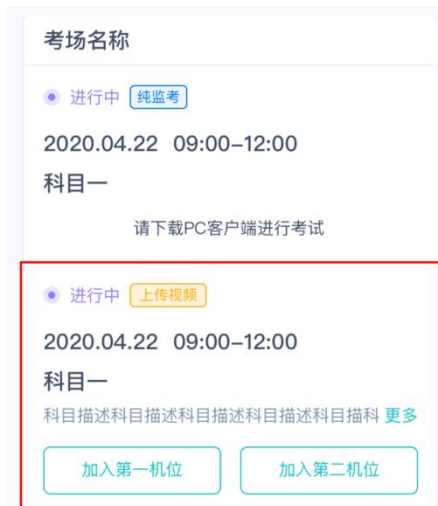 考场名称
进行中 纯监考
2020.04.22 09:00–12:00
科目一
请下载PC客户端进行考试
进行中 上传视频
2020.04.22 09:00–12:00
科目一
科目描述科目描述科目描述科目描述科目描科 更多
加入第一机位 加入第二机位